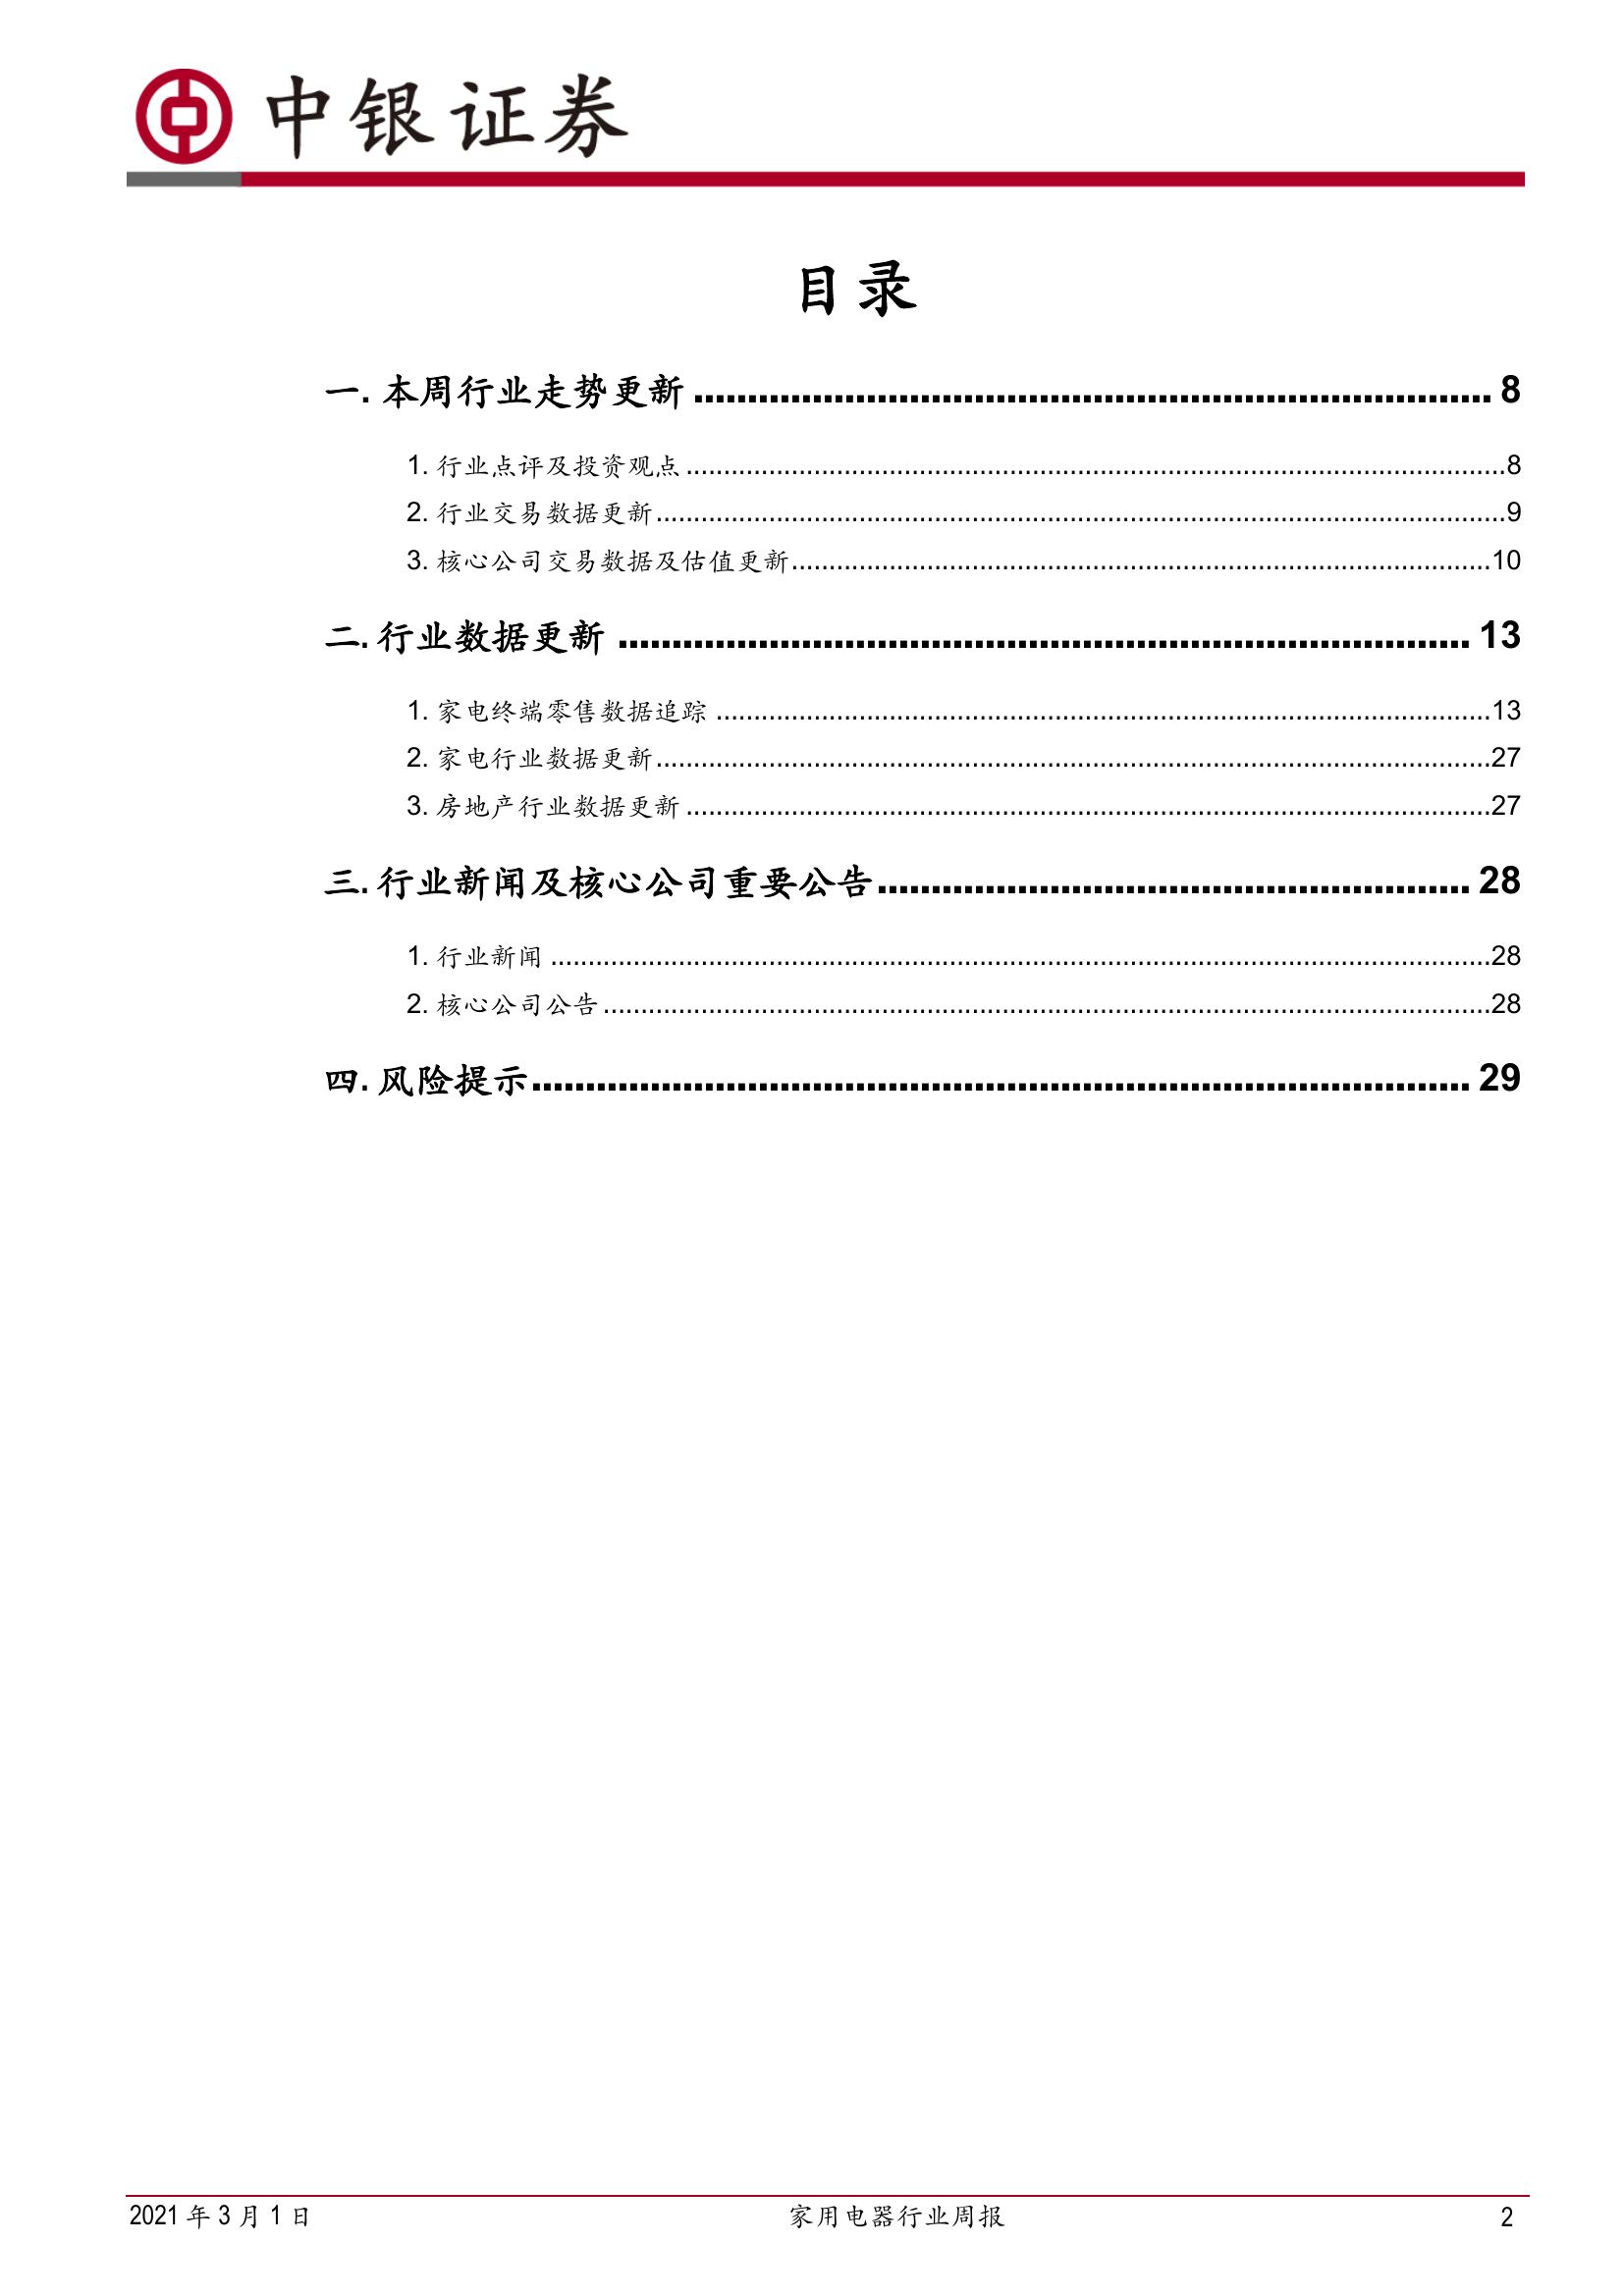 中银证券
目录
一. 本周行业走势更新 ........................................................................... 8
1. 行业点评及投资观点 ............................................................................................................. 8
2. 行业交易数据更新 ................................................................................................................. 9
3. 核心公司交易数据及估值更新 ............................................................................................. 10
二. 行业数据更新 ................................................................................ 13
1. 家电终端零售数据追踪 ....................................................................................................... 13
2. 家电行业数据更新 ............................................................................................................... 27
3. 房地产行业数据更新 ........................................................................................................... 27
三. 行业新闻及核心公司重要公告 ....................................................... 28
1. 行业新闻 ............................................................................................................................. 28
2. 核心公司公告 ...................................................................................................................... 28
四. 风险提示 ........................................................................................ 29
2021 年 3 月 1 日 家用电器行业周报 2